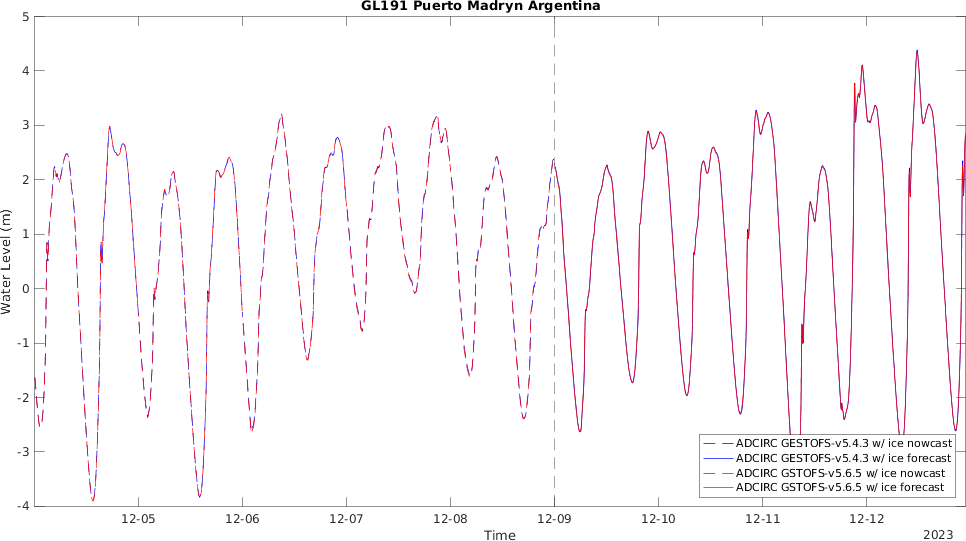 GL191 Puerto Madryn Argentina
5
4
3
2
1
0
-1
-2
-3
-4
Water Level (m)
12-05
12-06
12-07
12-08
12-09
12-10
12-11
12-12
Time
2023
ADCIRC GESTOFS-v5.4.3 w/ ice nowcast
ADCIRC GESTOFS-v5.4.3 w/ ice forecast
ADCIRC GSTOFS-v5.6.5 w/ ice nowcast
ADCIRC GSTOFS-v5.6.5 w/ ice forecast